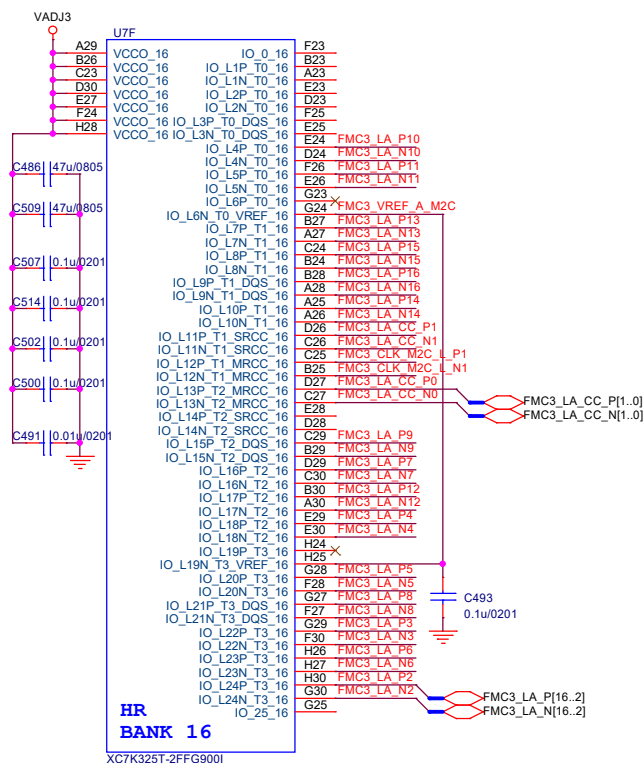 VADJ3
U7F
A29 VCCO_16 IO_0_16 F23
B26 VCCO_16 IO_L1P_T0_16 B23
C23 VCCO_16 IO_L1N_T0_16 A23
D30 VCCO_16 IO_L2P_T0_16 E23
E27 VCCO_16 IO_L2N_T0_16 D23
F24 VCCO_16 IO_L3P_T0_DQS_16 F25
H28 VCCO_16 IO_L3N_T0_DQS_16 E25
IO_L4P_T0_16 E24 FMC3_LA_P10
IO_L4N_T0_16 D24 FMC3_LA_N10
C486 47u/0805 IO_L5P_T0_16 F26 FMC3_LA_P11
IO_L5N_T0_16 E26 FMC3_LA_N11
IO_L6P_T0_16 G23
C509 47u/0805 IO_L6N_T0_VREF_16 G24 FMC3_VREF_A_M2C
IO_L7P_T1_16 B27 FMC3_LA_P13
IO_L7N_T1_16 A27 FMC3_LA_N13
IO_L8P_T1_16 C24 FMC3_LA_P15
C507 0.1u/0201 IO_L8N_T1_16 B24 FMC3_LA_N15
IO_L9P_T1_DQS_16 B28 FMC3_LA_P16
IO_L9N_T1_DQS_16 A28 FMC3_LA_N16
C514 0.1u/0201 IO_L10P_T1_16 A25 FMC3_LA_P14
IO_L10N_T1_16 A26 FMC3_LA_N14
IO_L11P_T1_SRCC_16 D26 FMC3_LA_CC_P1
C502 0.1u/0201 IO_L11N_T1_SRCC_16 C26 FMC3_LA_CC_N1
IO_L12P_T1_MRCC_16 C25 FMC3_CLK_M2C_L_P1
IO_L12N_T1_MRCC_16 B25 FMC3_CLK_M2C_L_N1
C500 0.1u/0201 IO_L13P_T2_MRCC_16 D27 FMC3_LA_CC_P0
IO_L13N_T2_MRCC_16 C27 FMC3_LA_CC_N0 FMC3_LA_CC_P[1..0]
IO_L14P_T2_SRCC_16 E28 FMC3_LA_CC_N[1..0]
IO_L14N_T2_SRCC_16 D28
C491 0.01u/0201 IO_L15P_T2_DQS_16 C29 FMC3_LA_P9
IO_L15N_T2_DQS_16 B29 FMC3_LA_N9
IO_L16P_T2_16 D29 FMC3_LA_P7
IO_L16N_T2_16 C30 FMC3_LA_N7
IO_L17P_T2_16 B30 FMC3_LA_P12
IO_L17N_T2_16 A30 FMC3_LA_N12
IO_L18P_T2_16 E29 FMC3_LA_P4
IO_L18N_T2_16 E30 FMC3_LA_N4
IO_L19P_T3_16 H24
IO_L19N_T3_VREF_16 H25
IO_L20P_T3_16 G28 FMC3_LA_P5
IO_L20N_T3_16 F28 FMC3_LA_N5
IO_L21P_T3_DQS_16 G27 FMC3_LA_P8 C493
IO_L21N_T3_DQS_16 F27 FMC3_LA_N8 0.1u/0201
IO_L22P_T3_16 G29 FMC3_LA_P3
IO_L22N_T3_16 F30 FMC3_LA_N3
IO_L23P_T3_16 H26 FMC3_LA_P6
IO_L23N_T3_16 H27 FMC3_LA_N6
IO_L24P_T3_16 H30 FMC3_LA_P2
IO_L24N_T3_16 G30 FMC3_LA_N2 FMC3_LA_P[16..2]
IO_25_16 G25 FMC3_LA_N[16..2]
HR
BANK 16
XC7K325T-2FFG900I